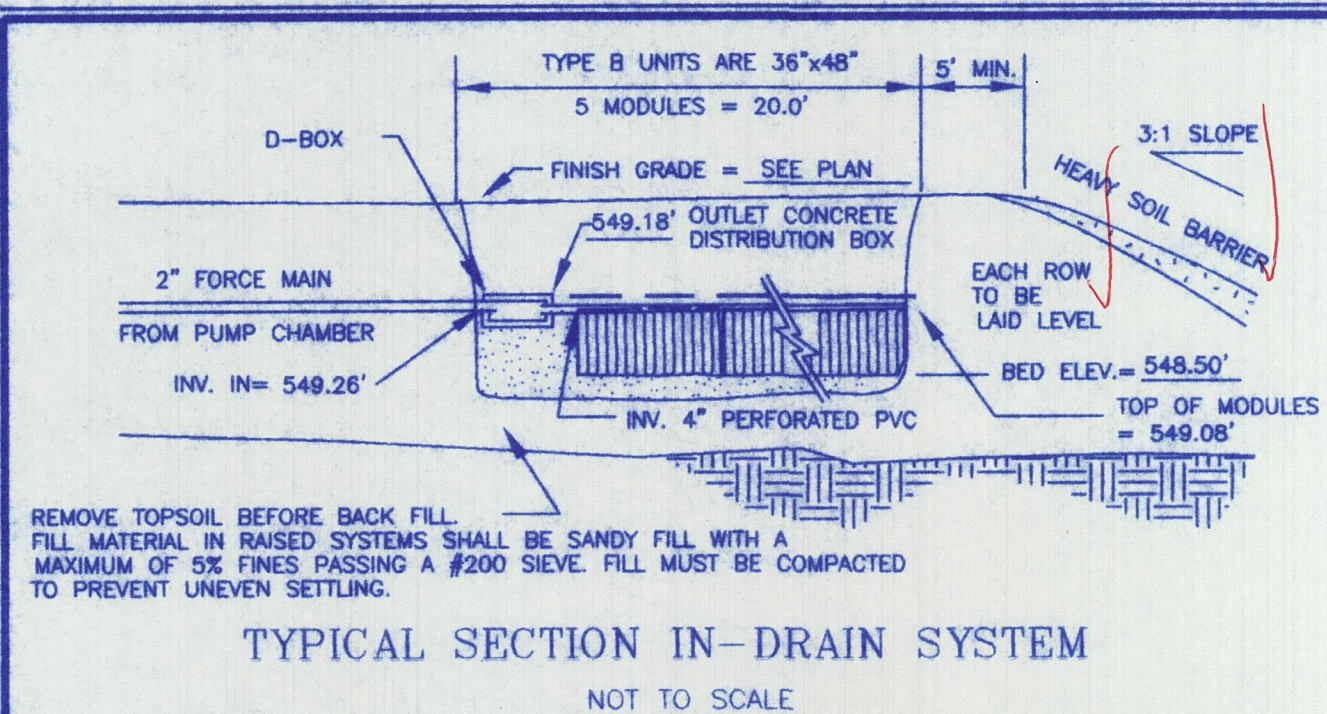 TYPE B UNITS ARE 36"x48"
5' MIN.
5 MODULES = 20.0'
D-BOX
3:1 SLOPE
FINISH GRADE = SEE PLAN
HEAVY SOIL BARRIER
549.18' OUTLET CONCRETE
DISTRIBUTION BOX
2" FORCE MAIN
FROM PUMP CHAMBER
EACH ROW
TO BE
LAID LEVEL
INV. IN= 549.26'
BED ELEV.= 548.50'
INV. 4" PERFORATED PVC
TOP OF MODULES
= 549.08'
REMOVE TOPSOIL BEFORE BACK FILL.
FILL MATERIAL IN RAISED SYSTEMS SHALL BE SANDY FILL WITH A
MAXIMUM OF 5% FINES PASSING A #200 SIEVE. FILL MUST BE COMPACTED
TO PREVENT UNEVEN SETTLING.
TYPICAL SECTION IN-DRAIN SYSTEM
NOT TO SCALE